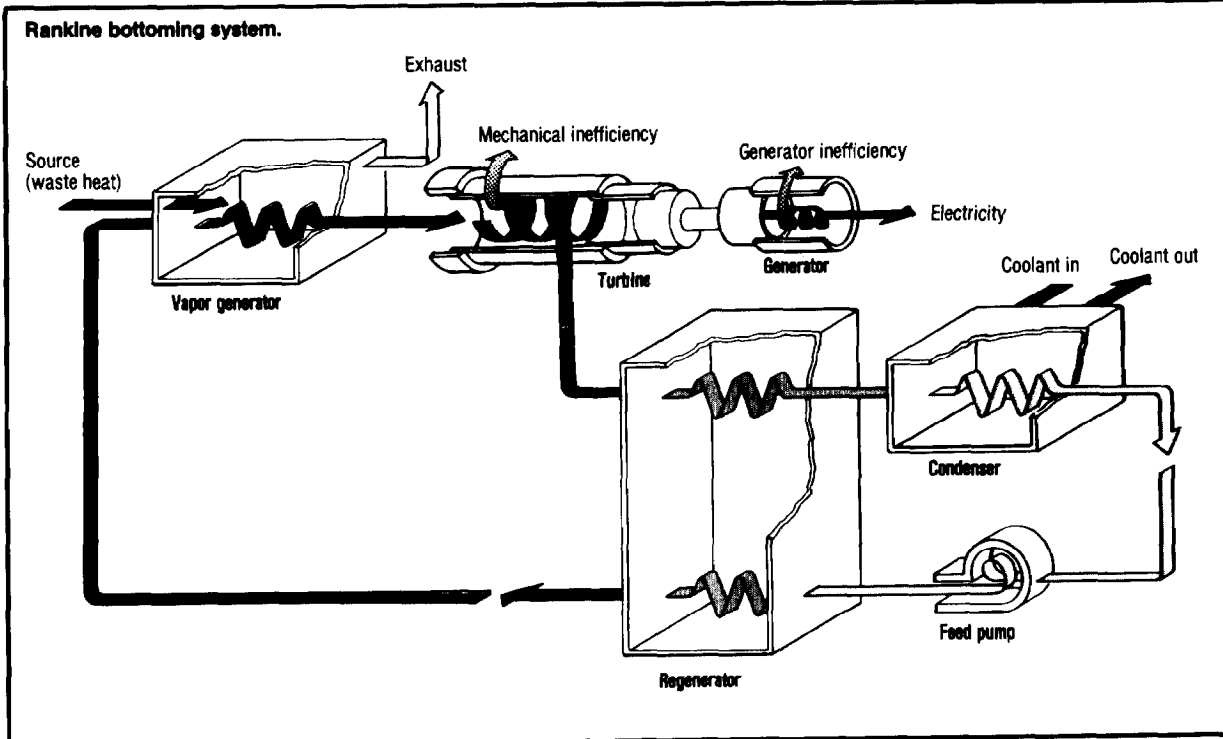 Rankine bottoming system.
Exhaust
Mechanical inefficiency
Generator inefficiency
Source
(waste heat)
Electricity
Coolant in
Coolant out
Turbine
Generator
Vapor generator
Condenser
Feed pump
Regenerator